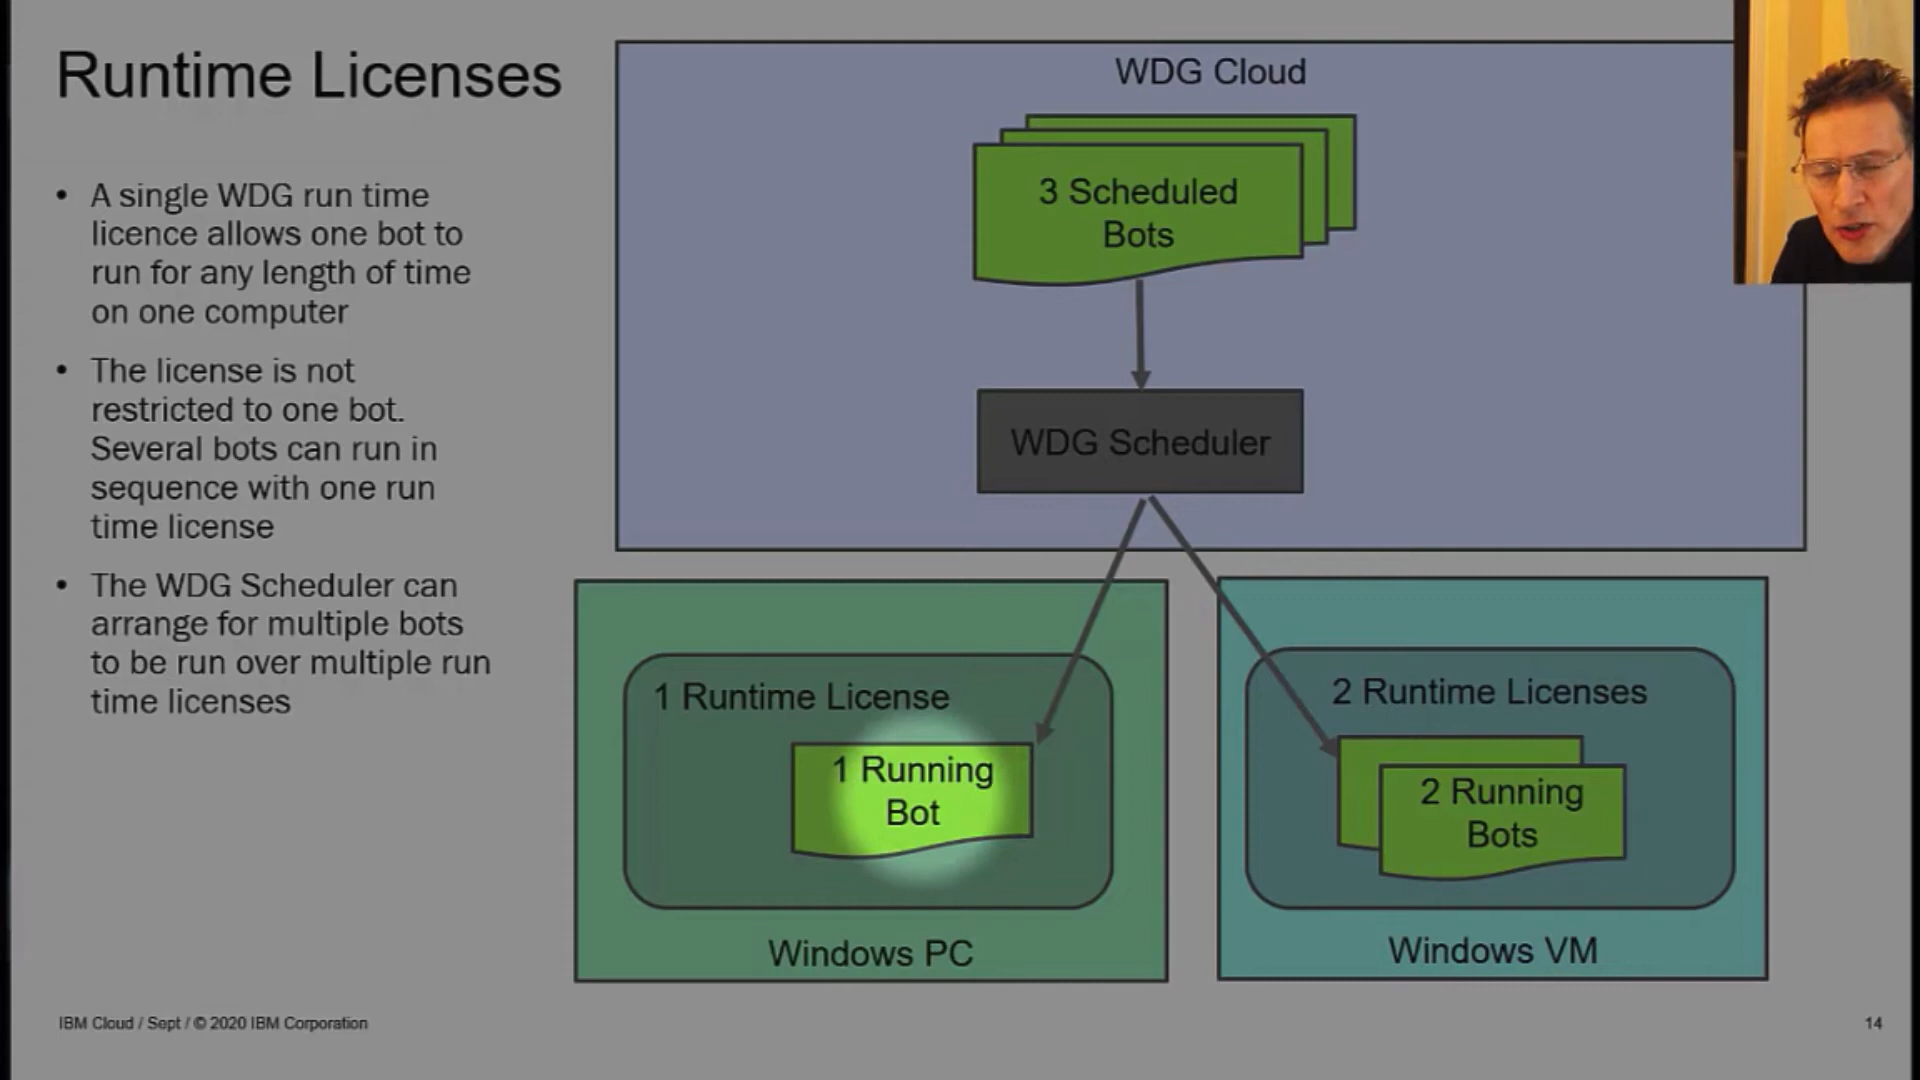 Runtime Licenses
• A single WDG run time
licence allows one bot to
run for any length of time
on one computer
• The license is not
restricted to one bot.
Several bots can run in
sequence with one run
time license
• The WDG Scheduler can
arrange for multiple bots
to be run over multiple run
time licenses
WDG Cloud
3 Scheduled
Bots
WDG Scheduler
1 Runtime License
1 Running
Bot
Windows PC
2 Runtime Licenses
2 Running
Bots
Windows VM
IBM Cloud / Sept / © 2020 IBM Corporation
14